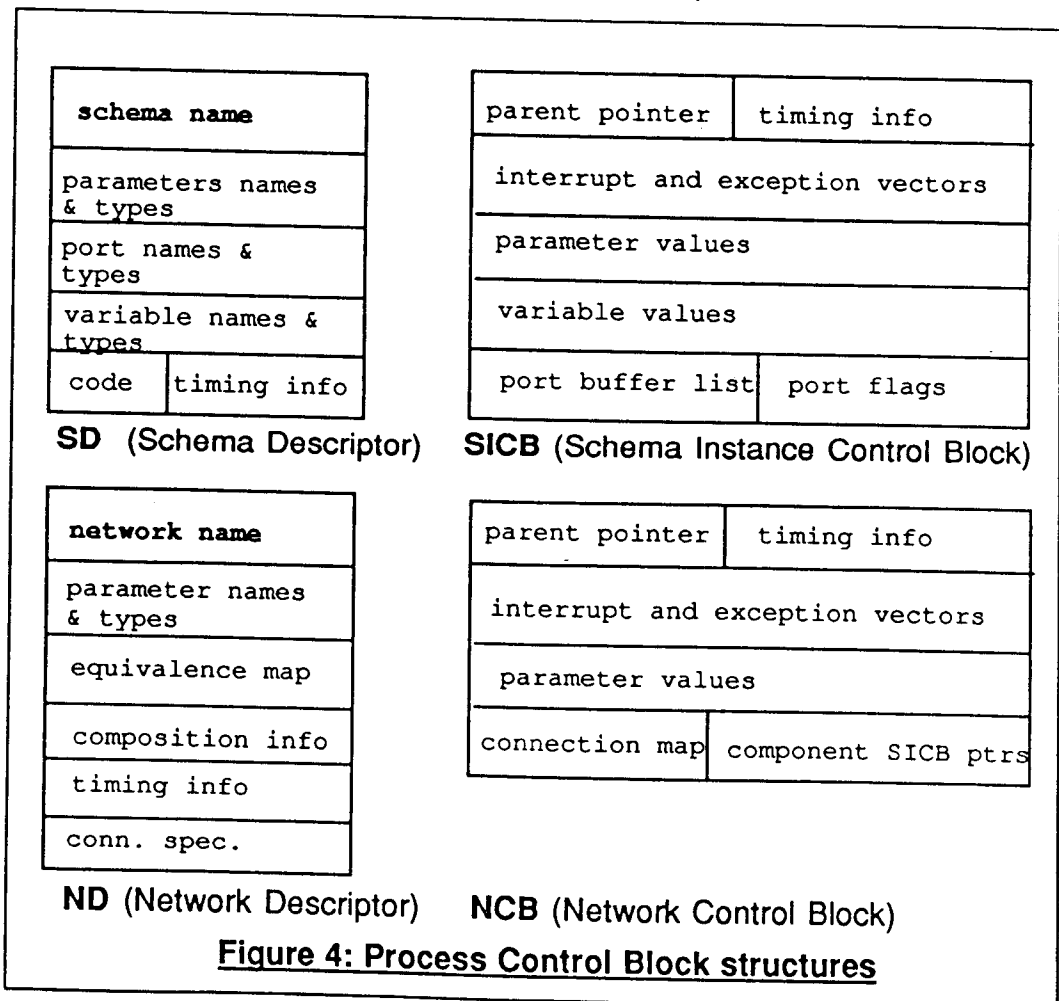 schema name
parameters names
& types
port names &
types
variable names &
types
code timing info
SD (Schema Descriptor)
parent pointer timing info
interrupt and exception vectors
parameter values
variable values
port buffer list port flags
SICB (Schema Instance Control Block)
network name
parameter names
& types
equivalence map
composition info
timing info
conn. spec.
ND (Network Descriptor)
parent pointer timing info
interrupt and exception vectors
parameter values
connection map component SICB ptrs
NCB (Network Control Block)
Figure 4: Process Control Block structures